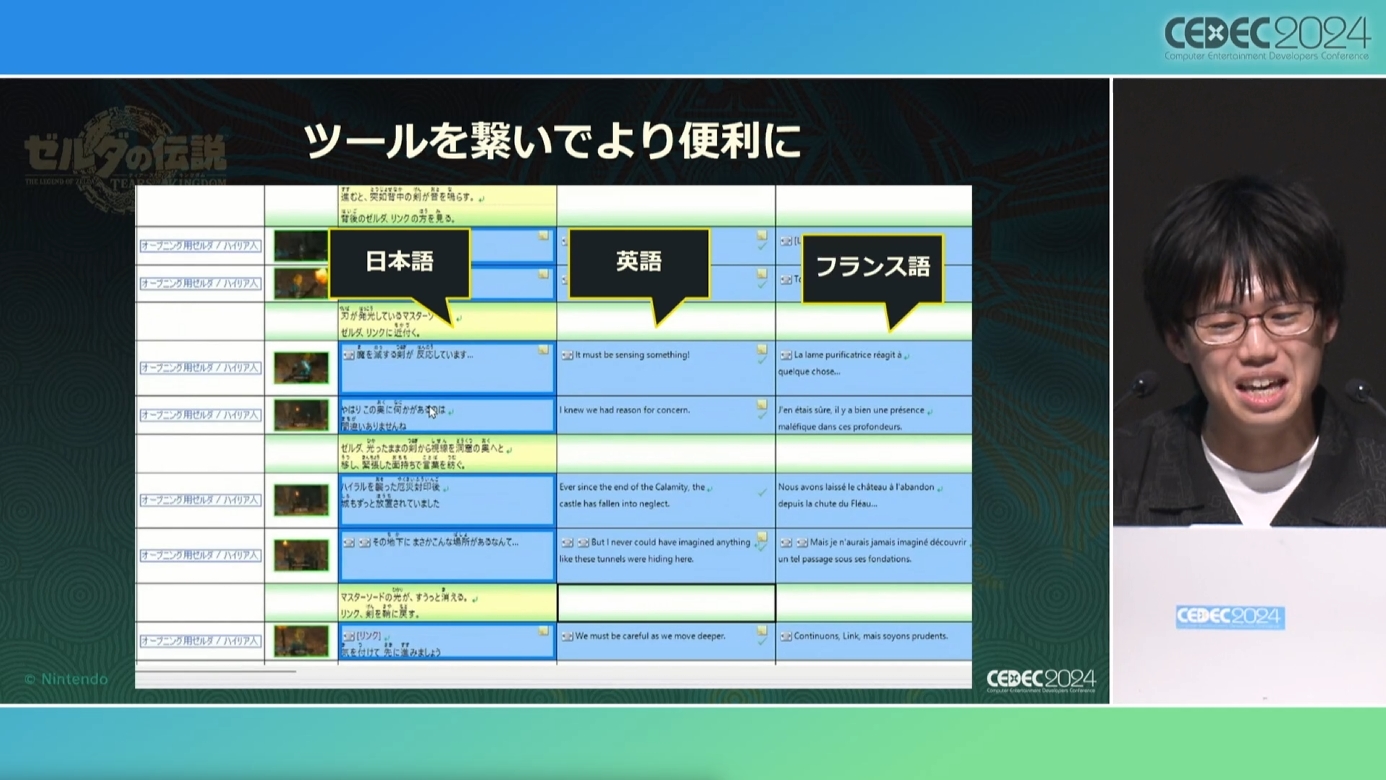 CEDEC2024
Computer Entertainment Developers Conference
ゼルダの伝説
THE LEGEND OF ZELDA
TEARS OF THE KINGDOM
ツールを繋いでより便利に
進むと、突如背中の剣が音を鳴らす。
背後のゼルダ、リンクの方を見る。
オープニング用ゼルダ / ハイリア人
日本語
英語
フランス語
オープニング用ゼルダ / ハイリア人
刃が発光しているマスターソ
ゼルダ、リンクに近付く。
オープニング用ゼルダ / ハイリア人
魔を滅する剣が 反応しています…
It must be sensing something!
La lame purificatrice réagit à
quelque chose...
オープニング用ゼルダ / ハイリア人
やはりこの奥に何かがあるのは
間違いありませんね
I knew we had reason for concern.
J'en étais sûre, il y a bien une présence
maléfique dans ces profondeurs.
ゼルダ、光ったままの剣から視線を洞窟の奥へと
移し、緊張した面持ちで言葉を紡ぐ。
オープニング用ゼルダ / ハイリア人
ハイラルを襲った厄災封印後
城もずっと放置されていました
Ever since the end of the Calamity, the
castle has fallen into neglect.
Nous avons laissé le château à l'abandon
depuis la chute du Fléau...
オープニング用ゼルダ / ハイリア人
その地下に まさかこんな場所があるなんて…
But I never could have imagined anything
like these tunnels were hiding here.
Mais je n'aurais jamais imaginé découvrir
un tel passage sous ses fondations.
マスターソードの光が、すうっと消える。
リンク、剣を鞘に戻す。
オープニング用ゼルダ / ハイリア人
[リンク]
気を付けて 先に進みましょう
We must be careful as we move deeper.
Continuons, Link, mais soyons prudents.
© Nintendo
CEDEC2024
Computer Entertainment Developers Conference
CEDEC2024